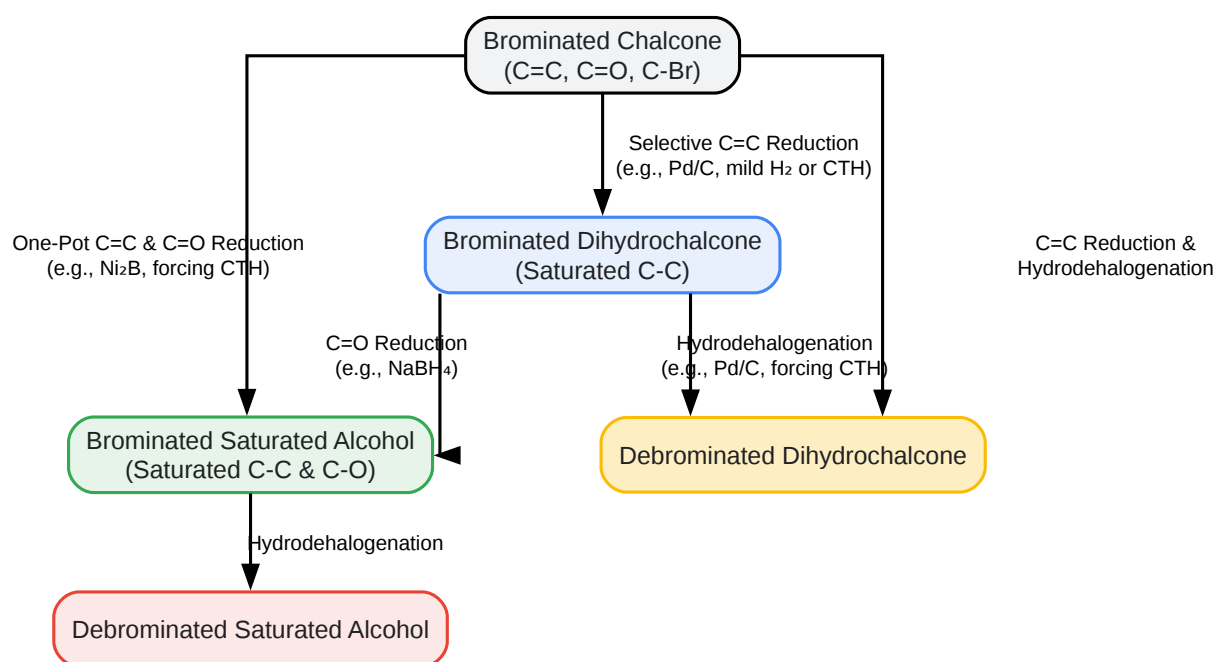 Brominated Chalcone
(C=C, C=O, C-Br)
Selective C=C Reduction
(e.g., Pd/C, mild H₂ or CTH)
One-Pot C=C & C=O Reduction
(e.g., Ni₂B, forcing CTH)
Brominated Dihydrochalcone
(Saturated C-C)
C=C Reduction &
Hydrodehalogenation
C=O Reduction
(e.g., NaBH₄)
Hydrodehalogenation
(e.g., Pd/C, forcing CTH)
Brominated Saturated Alcohol
(Saturated C-C & C-O)
Debrominated Dihydrochalcone
Hydrodehalogenation
Debrominated Saturated Alcohol